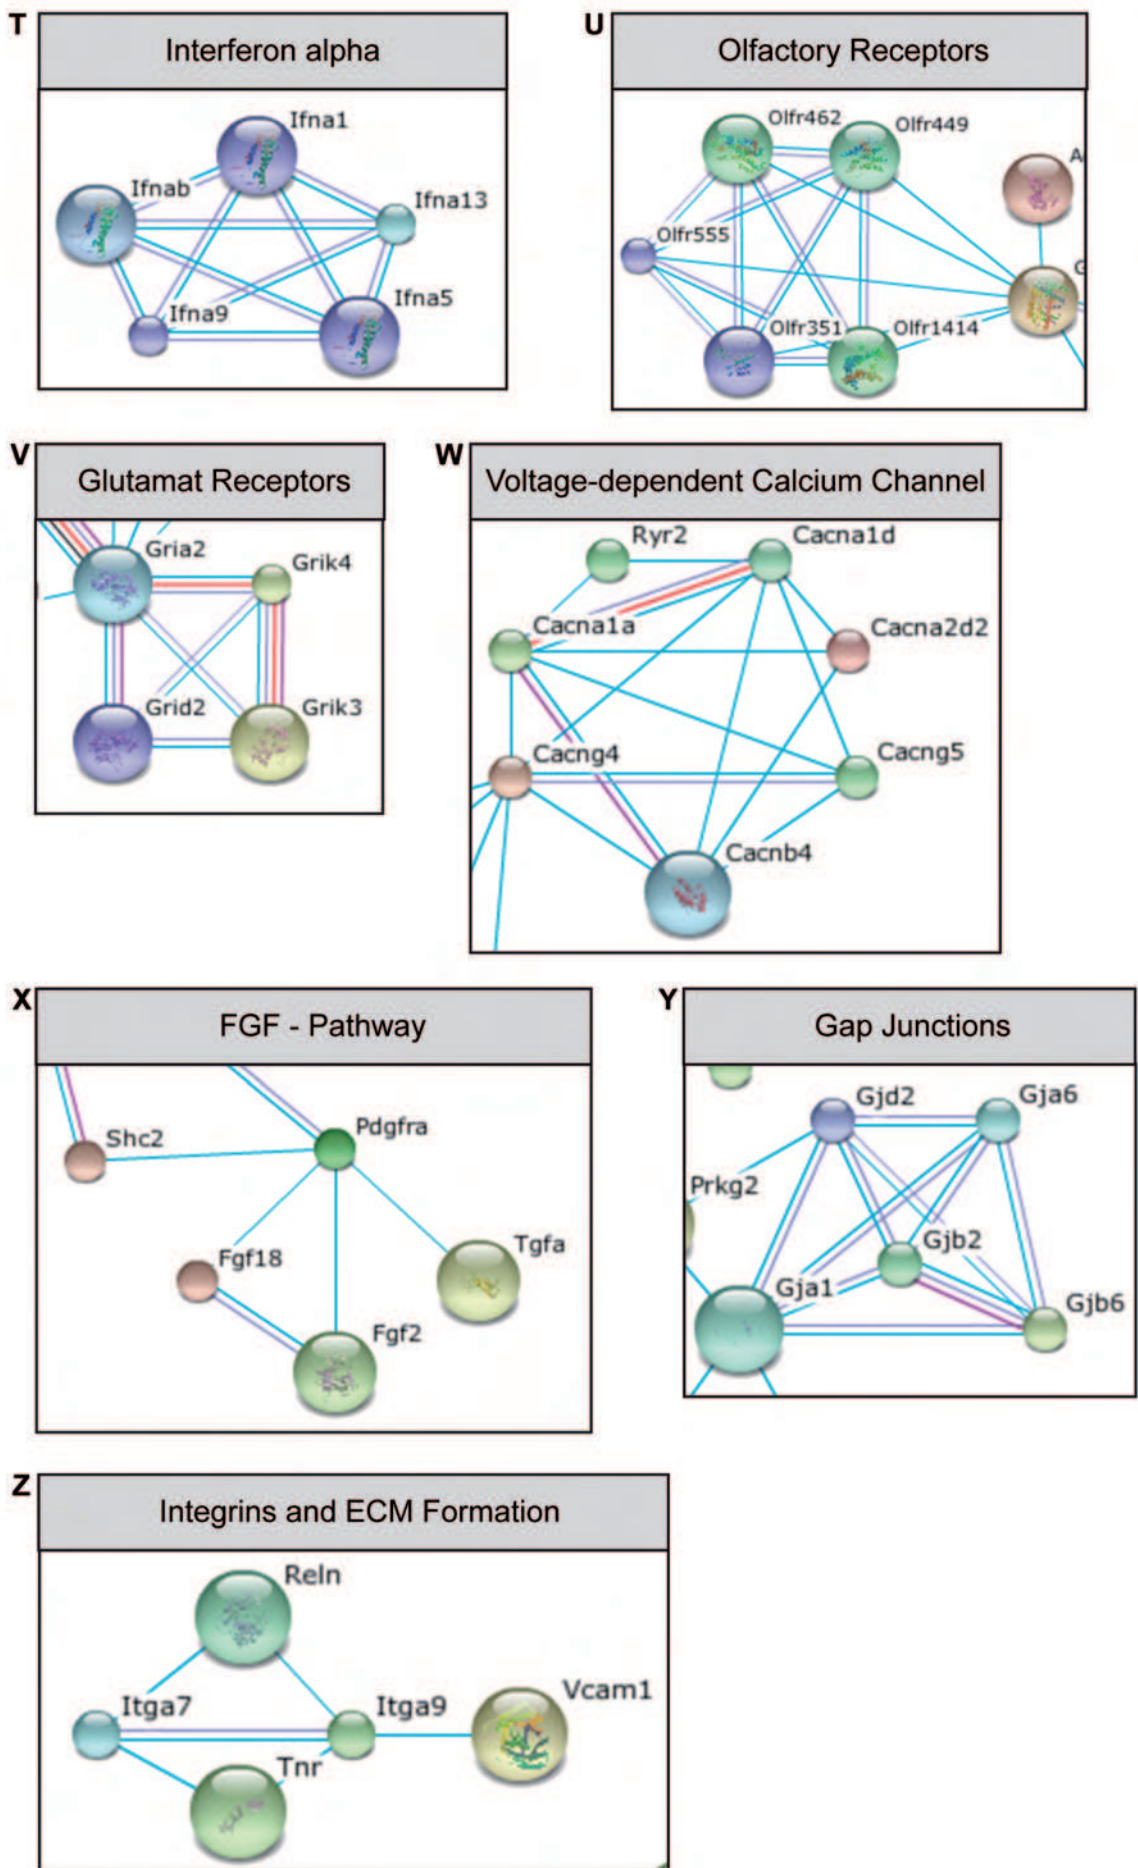 T
Interferon alpha
Ifna1
Ifnab
Ifna13
Ifna9
Ifna5
U
Olfactory Receptors
Olfr462
Olfr449
A
Olfr555
G
Olfr351
Olfr1414
V
Glutamat Receptors
Gria2
Grik4
Grid2
Grik3
W
Voltage-dependent Calcium Channel
Ryr2
Cacna1d
Cacna1a
Cacna2d2
Cacng4
Cacng5
Cacnb4
X
FGF - Pathway
Shc2
Pdgfra
Fgf18
Tgfa
Fgf2
Y
Gap Junctions
Gjd2
Gja6
Prkg2
Gjb2
Gja1
Gjb6
Z
Integrins and ECM Formation
Reln
Itga7
Itga9
Vcam1
Tnr